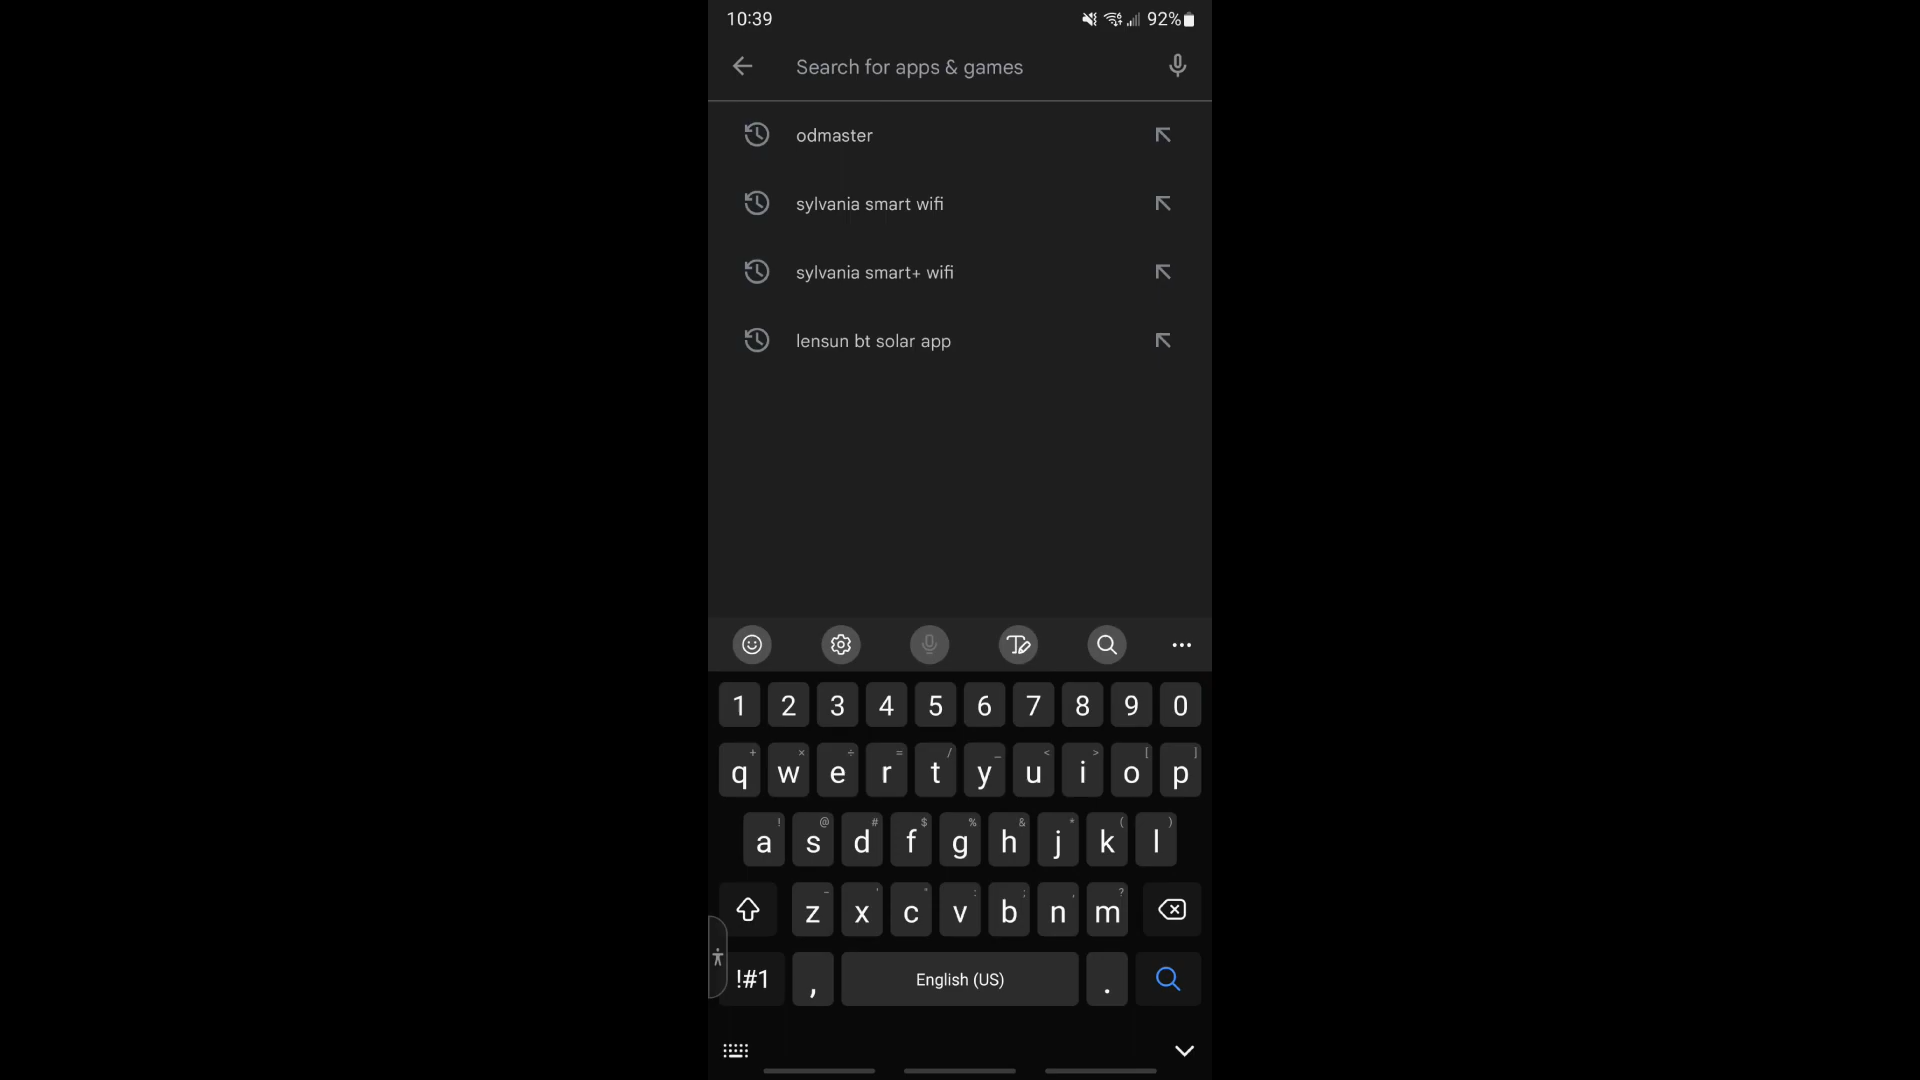 10:39 92%
Search for apps & games
odmaster
sylvania smart wifi
sylvania smart+ wifi
lensun bt solar app
1 2 3 4 5 6 7 8 9 0
+ × ÷ = / _ < > [ ]
q w e r t y u i o p
! @ # $ % & * ( )
a s d f g h j k l
- ' " : ; , ?
z x c v b n m
!#1 , English (US) .